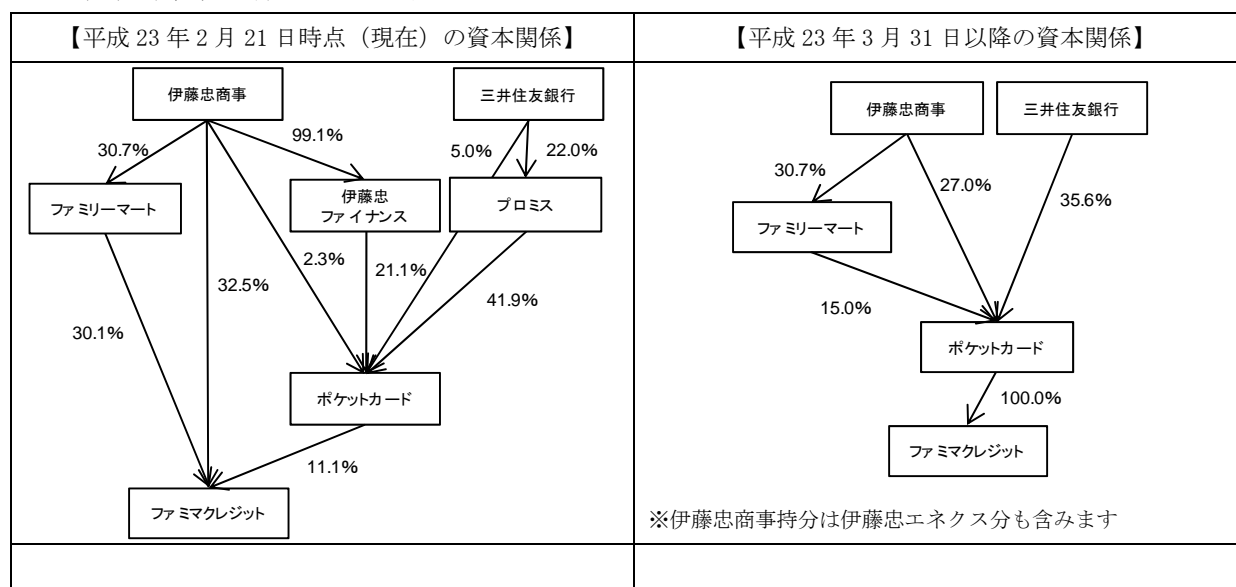 【平成 23 年 2 月 21 日時点（現在）の資本関係】
伊藤忠商事
三井住友銀行
30.7%
99.1%
5.0%
22.0%
ファミリーマート
伊藤忠
ファイナンス
プロミス
2.3%
21.1%
32.5%
41.9%
30.1%
ポケットカード
11.1%
ファミマクレジット
【平成 23 年 3 月 31 日以降の資本関係】
伊藤忠商事
三井住友銀行
30.7%
27.0%
35.6%
ファミリーマート
15.0%
ポケットカード
100.0%
ファミマクレジット
※伊藤忠商事持分は伊藤忠エネクス分も含みます